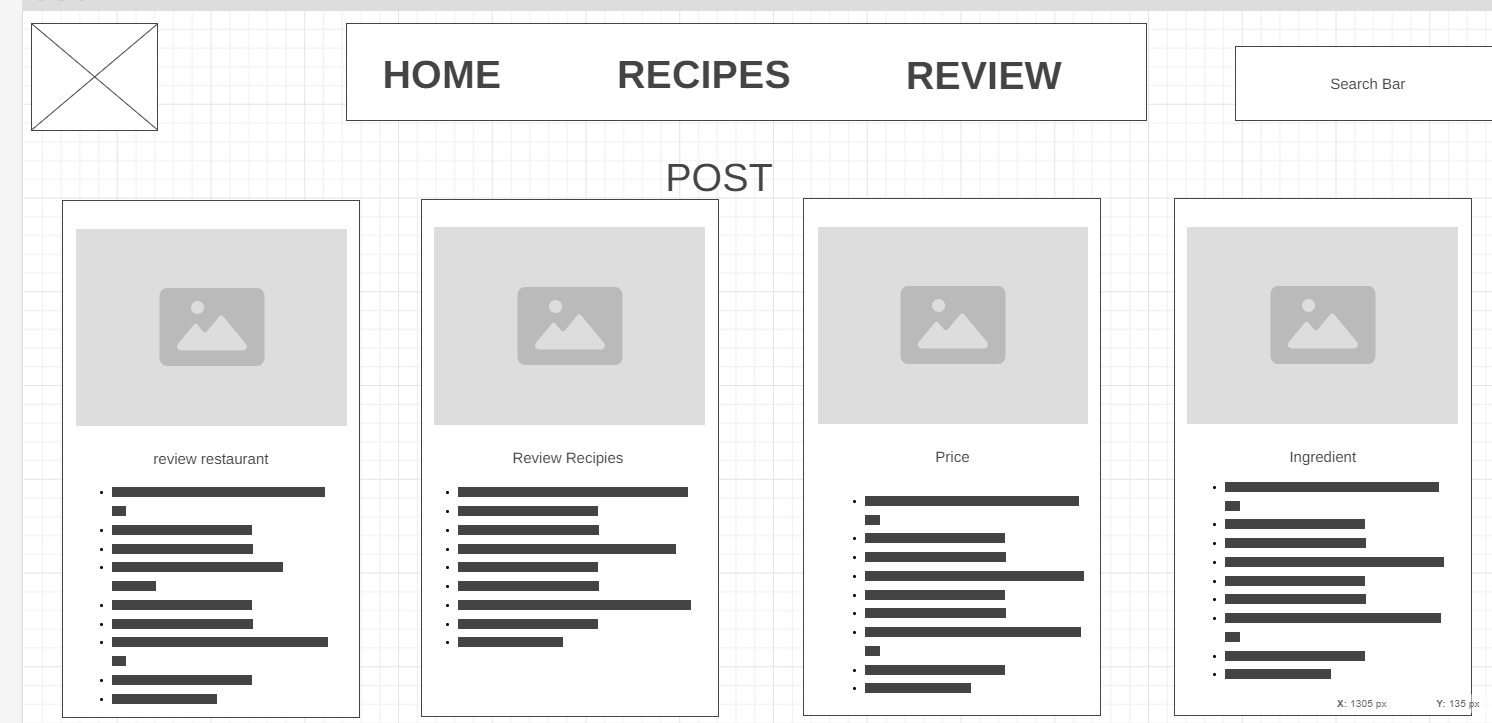 HOME RECIPES REVIEW
Search Bar
POST
review restaurant
Review Recipies
Price
Ingredient
X: 1305 px Y: 135 px